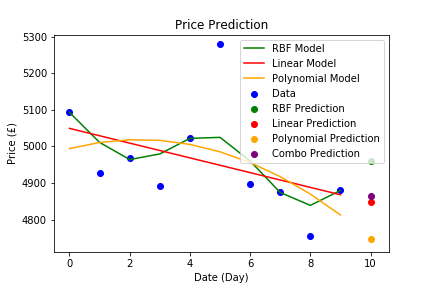 Price Prediction
5300
5200
5100
5000
4900
4800
Price (£)
RBF Model
Linear Model
Polynomial Model
Data
RBF Prediction
Linear Prediction
Polynomial Prediction
Combo Prediction
0 2 4 6 8 10
Date (Day)